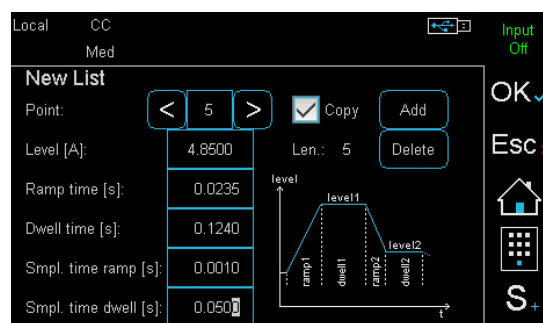 Local CC Input
Med Off
New List
OK
Point: < 5 > Copy Add
Level [A]: 4.8500 Len.: 5 Delete
Esc
Ramp time [s]: 0.0235
level
level1
Dwell time [s]: 0.1240
level2
Smpl. time ramp [s]: 0.0010
ramp1 dwell1 ramp2 dwell2
Smpl. time dwell [s]: 0.0500
t
S+